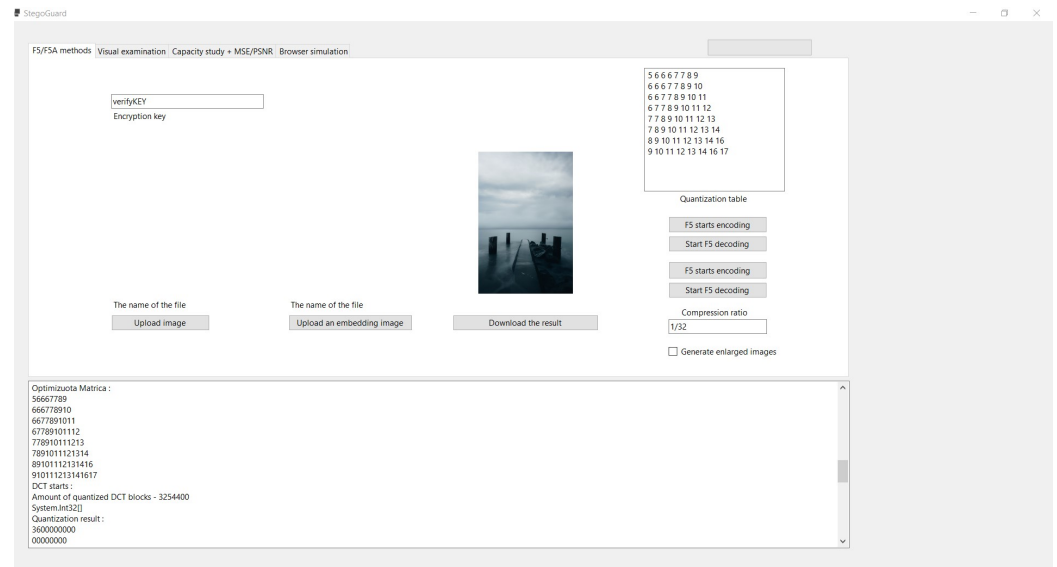 StegoGuard
F5/F5A methods Visual examination Capacity study + MSE/PSNR Browser simulation
verifyKEY
Encryption key
5 6 6 6 7 7 8 9
6 6 6 7 7 8 9 10
6 6 7 7 8 9 10 11
6 7 7 8 9 10 11 12
7 7 8 9 10 11 12 13
7 8 9 10 11 12 13 14
8 9 10 11 12 13 14 16
9 10 11 12 13 14 16 17
Quantization table
F5 starts encoding
Start F5 decoding
F5 starts encoding
Start F5 decoding
Compression ratio
1/32
Generate enlarged images
The name of the file
Upload image
The name of the file
Upload an embedding image
Download the result
Optimizuota Matrica :
56667789
666778910
6677891011
67789101112
778910111213
7891011121314
89101112131416
910111213141617
DCT starts :
Amount of quantized DCT blocks - 3254400
System.Int32[]
Quantization result :
3600000000
00000000